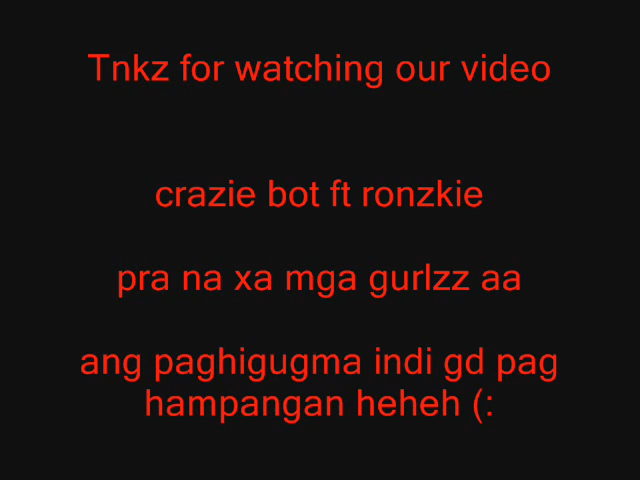 Tnkz for watching our video
crazie bot ft ronzkie
pra na xa mga gurlzz aa
ang paghigugma indi gd pag
hampangan heheh (: